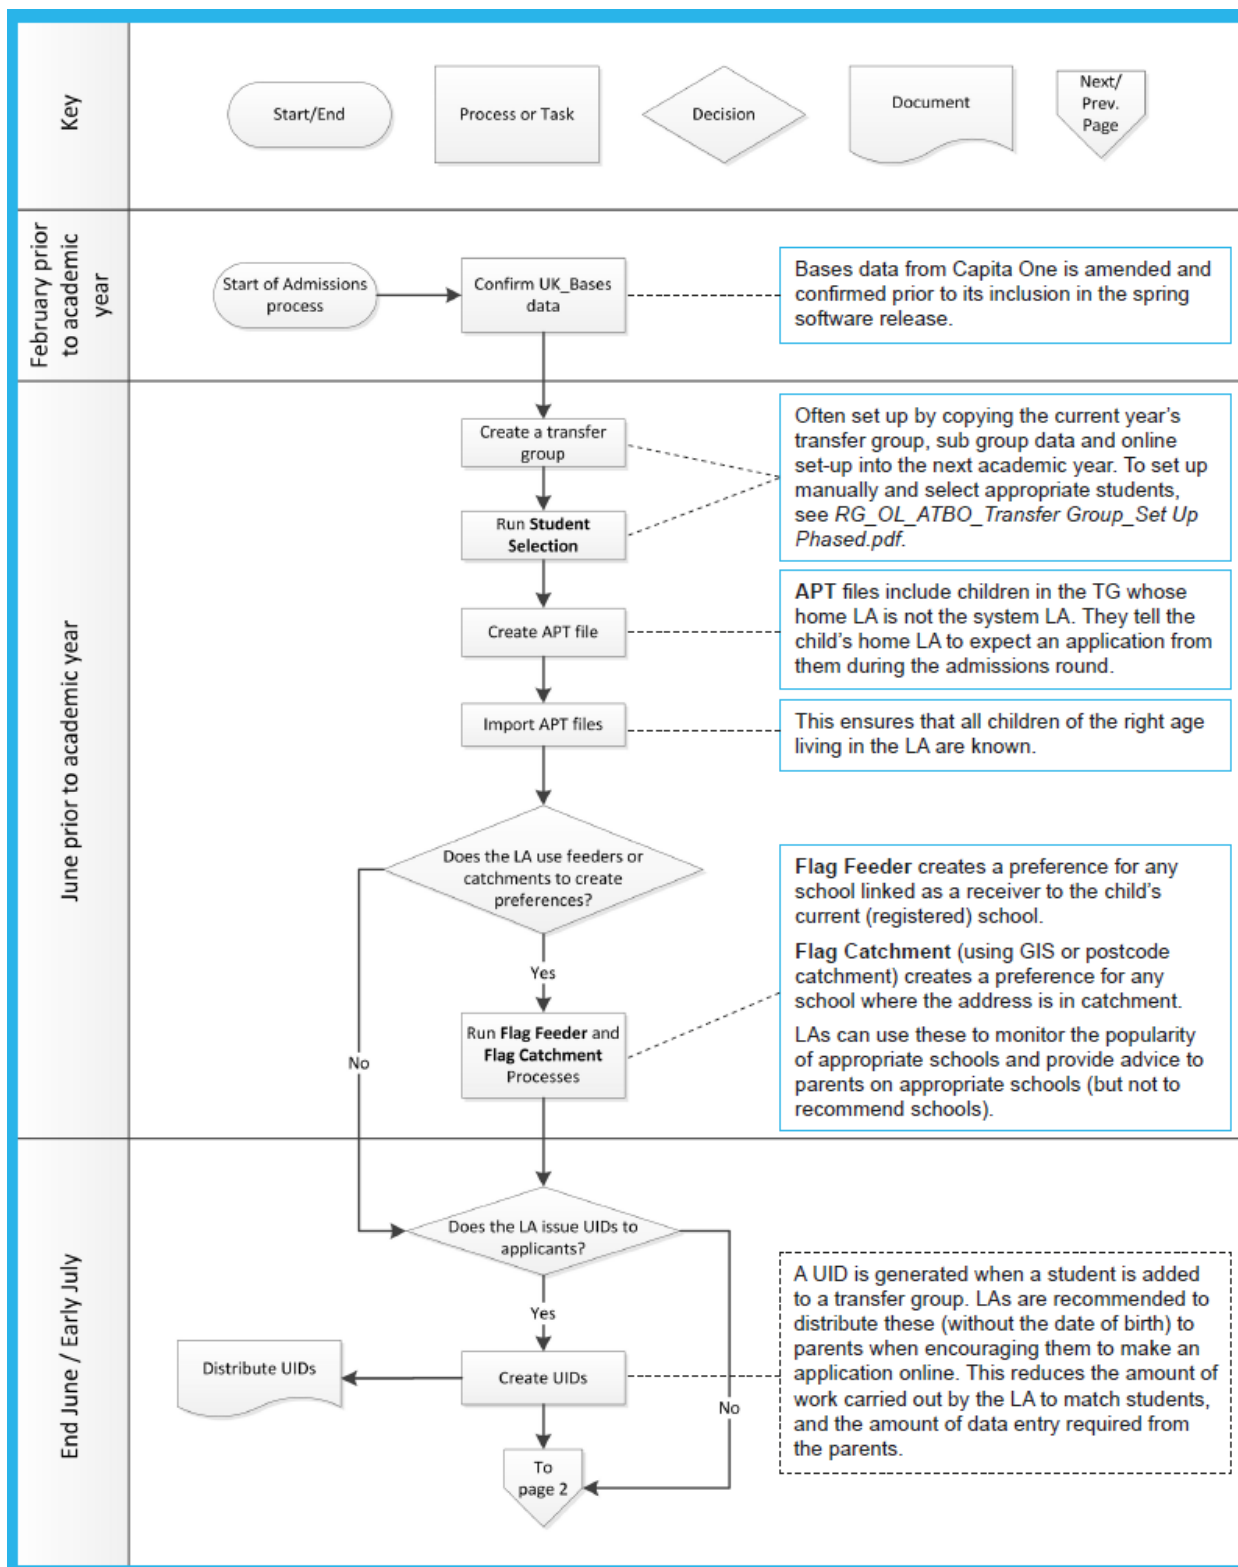 Key
Start/End
Process or Task
Decision
Document
Next/
Prev.
Page
February prior
to academic
year
Start of Admissions
process
Confirm UK_Bases
data
Bases data from Capita One is amended and
confirmed prior to its inclusion in the spring
software release.
June prior to academic year
Create a transfer
group
Run Student
Selection
Often set up by copying the current year's
transfer group, sub group data and online
set-up into the next academic year. To set up
manually and select appropriate students,
see RG_OL_ATBO_Transfer Group_Set Up
Phased.pdf.
Create APT file
APT files include children in the TG whose
home LA is not the system LA. They tell the
child's home LA to expect an application from
them during the admissions round.
Import APT files
This ensures that all children of the right age
living in the LA are known.
Does the LA use feeders or
catchments to create
preferences?
Yes
No
Run Flag Feeder and
Flag Catchment
Processes
Flag Feeder creates a preference for any
school linked as a receiver to the child's
current (registered) school.
Flag Catchment (using GIS or postcode
catchment) creates a preference for any
school where the address is in catchment.
LAs can use these to monitor the popularity
of appropriate schools and provide advice to
parents on appropriate schools (but not to
recommend schools).
End June / Early July
Does the LA issue UIDs to
applicants?
Yes
No
Distribute UIDs
Create UIDs
A UID is generated when a student is added
to a transfer group. LAs are recommended to
distribute these (without the date of birth) to
parents when encouraging them to make an
application online. This reduces the amount of
work carried out by the LA to match students,
and the amount of data entry required from
the parents.
To
page 2